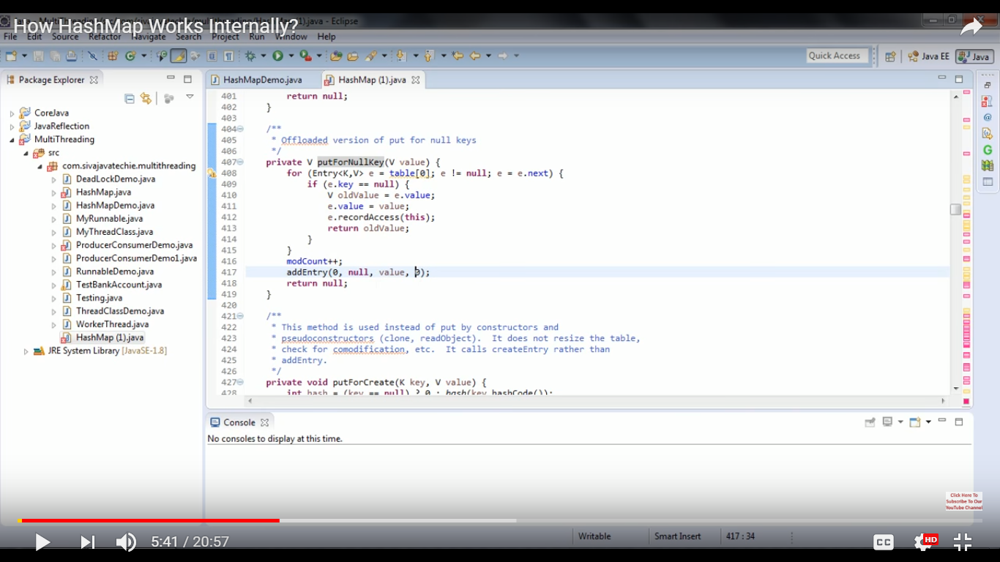 MultiThreading/src/com/sivajavatechie/multithreading/HashMap (1).java - Eclipse
How HashMap Works Internally?
File Edit Source Refactor Navigate Search Project Run Window Help
Quick Access
Java EE
Java
Package Explorer
HashMapDemo.java
HashMap (1).java
CoreJava
JavaReflection
MultiThreading
src
com.sivajavatechie.multithreading
DeadLockDemo.java
HashMap.java
HashMapDemo.java
MyRunnable.java
MyThreadClass.java
ProducerConsumerDemo.java
ProducerConsumerDemo1.java
RunnableDemo.java
TestBankAccount.java
Testing.java
ThreadClassDemo.java
WorkerThread.java
HashMap (1).java
JRE System Library [JavaSE-1.8]
401 return null;
402 }
403
404 /**
405 * Offloaded version of put for null keys
406 */
407 private V putForNullKey(V value) {
408 for (Entry<K,V> e = table[0]; e != null; e = e.next) {
409 if (e.key == null) {
410 V oldValue = e.value;
411 e.value = value;
412 e.recordAccess(this);
413 return oldValue;
414 }
415 }
416 modCount++;
417 addEntry(0, null, value, 0);
418 return null;
419 }
420
421 /**
422 * This method is used instead of put by constructors and
423 * pseudoconstructors (clone, readObject). It does not resize the table,
424 * check for comodification, etc. It calls createEntry rather than
425 * addEntry.
426 */
427 private void putForCreate(K key, V value) {
428 int hash = (key == null) ? 0 : hash(key.hashCode());
Console
No consoles to display at this time.
Click Here To
Subscribe To Our
YouTube Channel
Writable
Smart Insert
417 : 34
5:41 / 20:57
CC
HD